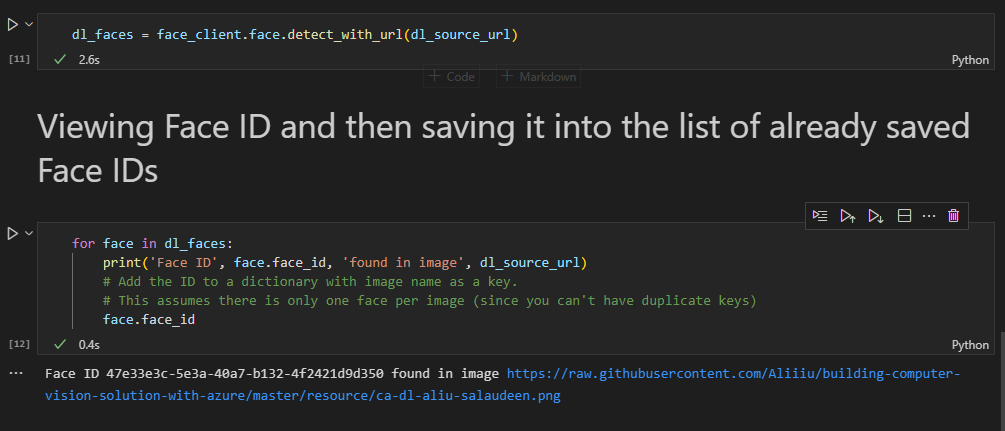 dl_faces = face_client.face.detect_with_url(dl_source_url)
[11] 2.6s Python
+ Code + Markdown
Viewing Face ID and then saving it into the list of already saved
Face IDs
for face in dl_faces:
print('Face ID', face.face_id, 'found in image', dl_source_url)
# Add the ID to a dictionary with image name as a key.
# This assumes there is only one face per image (since you can't have duplicate keys)
face.face_id
[12] 0.4s Python
... Face ID 47e33e3c-5e3a-40a7-b132-4f2421d9d350 found in image https://raw.githubusercontent.com/Aliiiu/building-computer-
vision-solution-with-azure/master/resource/ca-dl-aliu-salaudeen.png